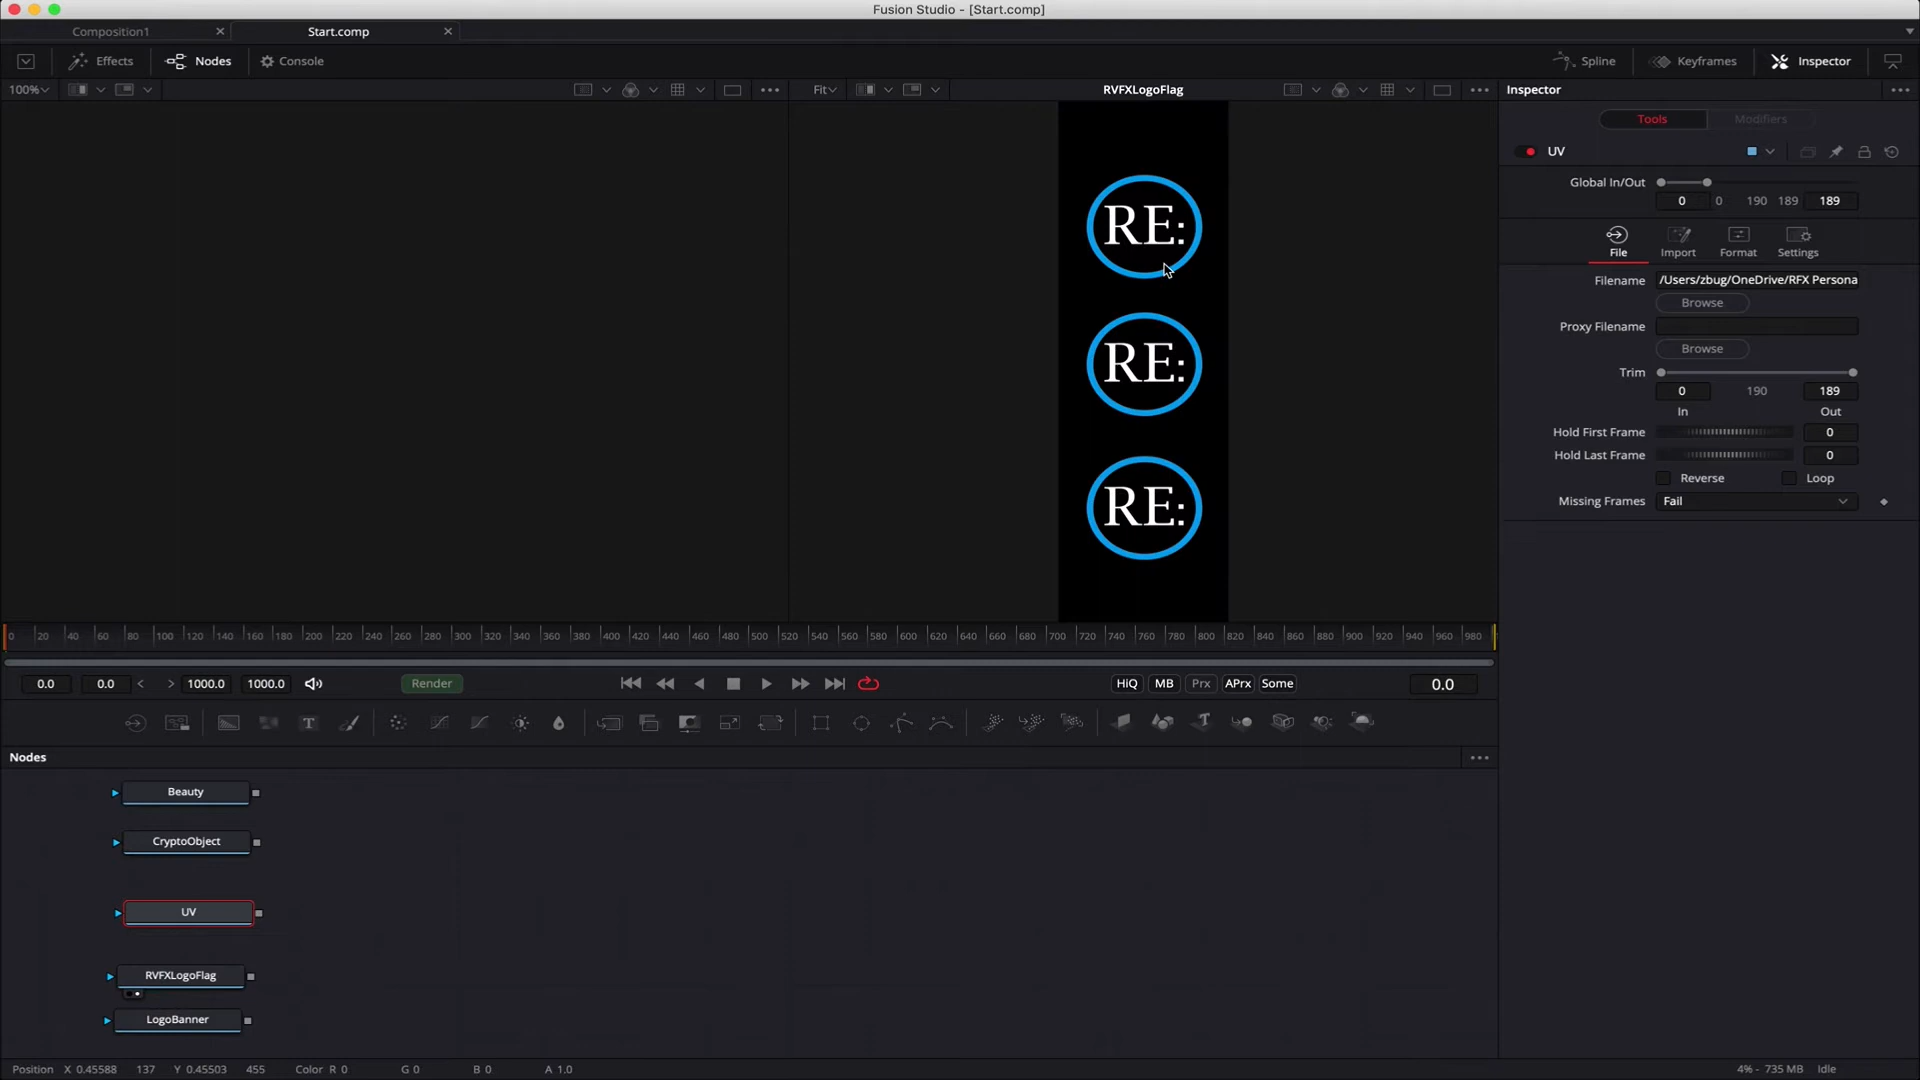 Fusion Studio - [Start.comp]
Composition1
Start.comp
Effects
Nodes
Console
Spline
Keyframes
Inspector
100%
Fit
RVFXLogoFlag
Inspector
Tools
Modifiers
UV
Global In/Out
0 0 190 189 189
File
Import
Format
Settings
Filename
/Users/zbug/OneDrive/RFX Persona
Browse
Proxy Filename
Browse
Trim
0 190 189
In
Out
Hold First Frame
0
Hold Last Frame
0
Reverse
Loop
Missing Frames
Fail
RE:
RE:
RE:
0 20 40 60 80 100 120 140 160 180 200 220 240 260 280 300 320 340 360 380 400 420 440 460 480 500 520 540 560 580 600 620 640 660 680 700 720 740 760 780 800 820 840 860 880 900 920 940 960 980
0.0 0.0 < > 1000.0 1000.0
Render
HiQ MB Prx APrx Some
0.0
T
Nodes
Beauty
CryptoObject
UV
RVFXLogoFlag
LogoBanner
Position X 0.45588 137 Y 0.45503 455 Color R 0 G 0 B 0 A 1.0
4% - 735 MB Idle